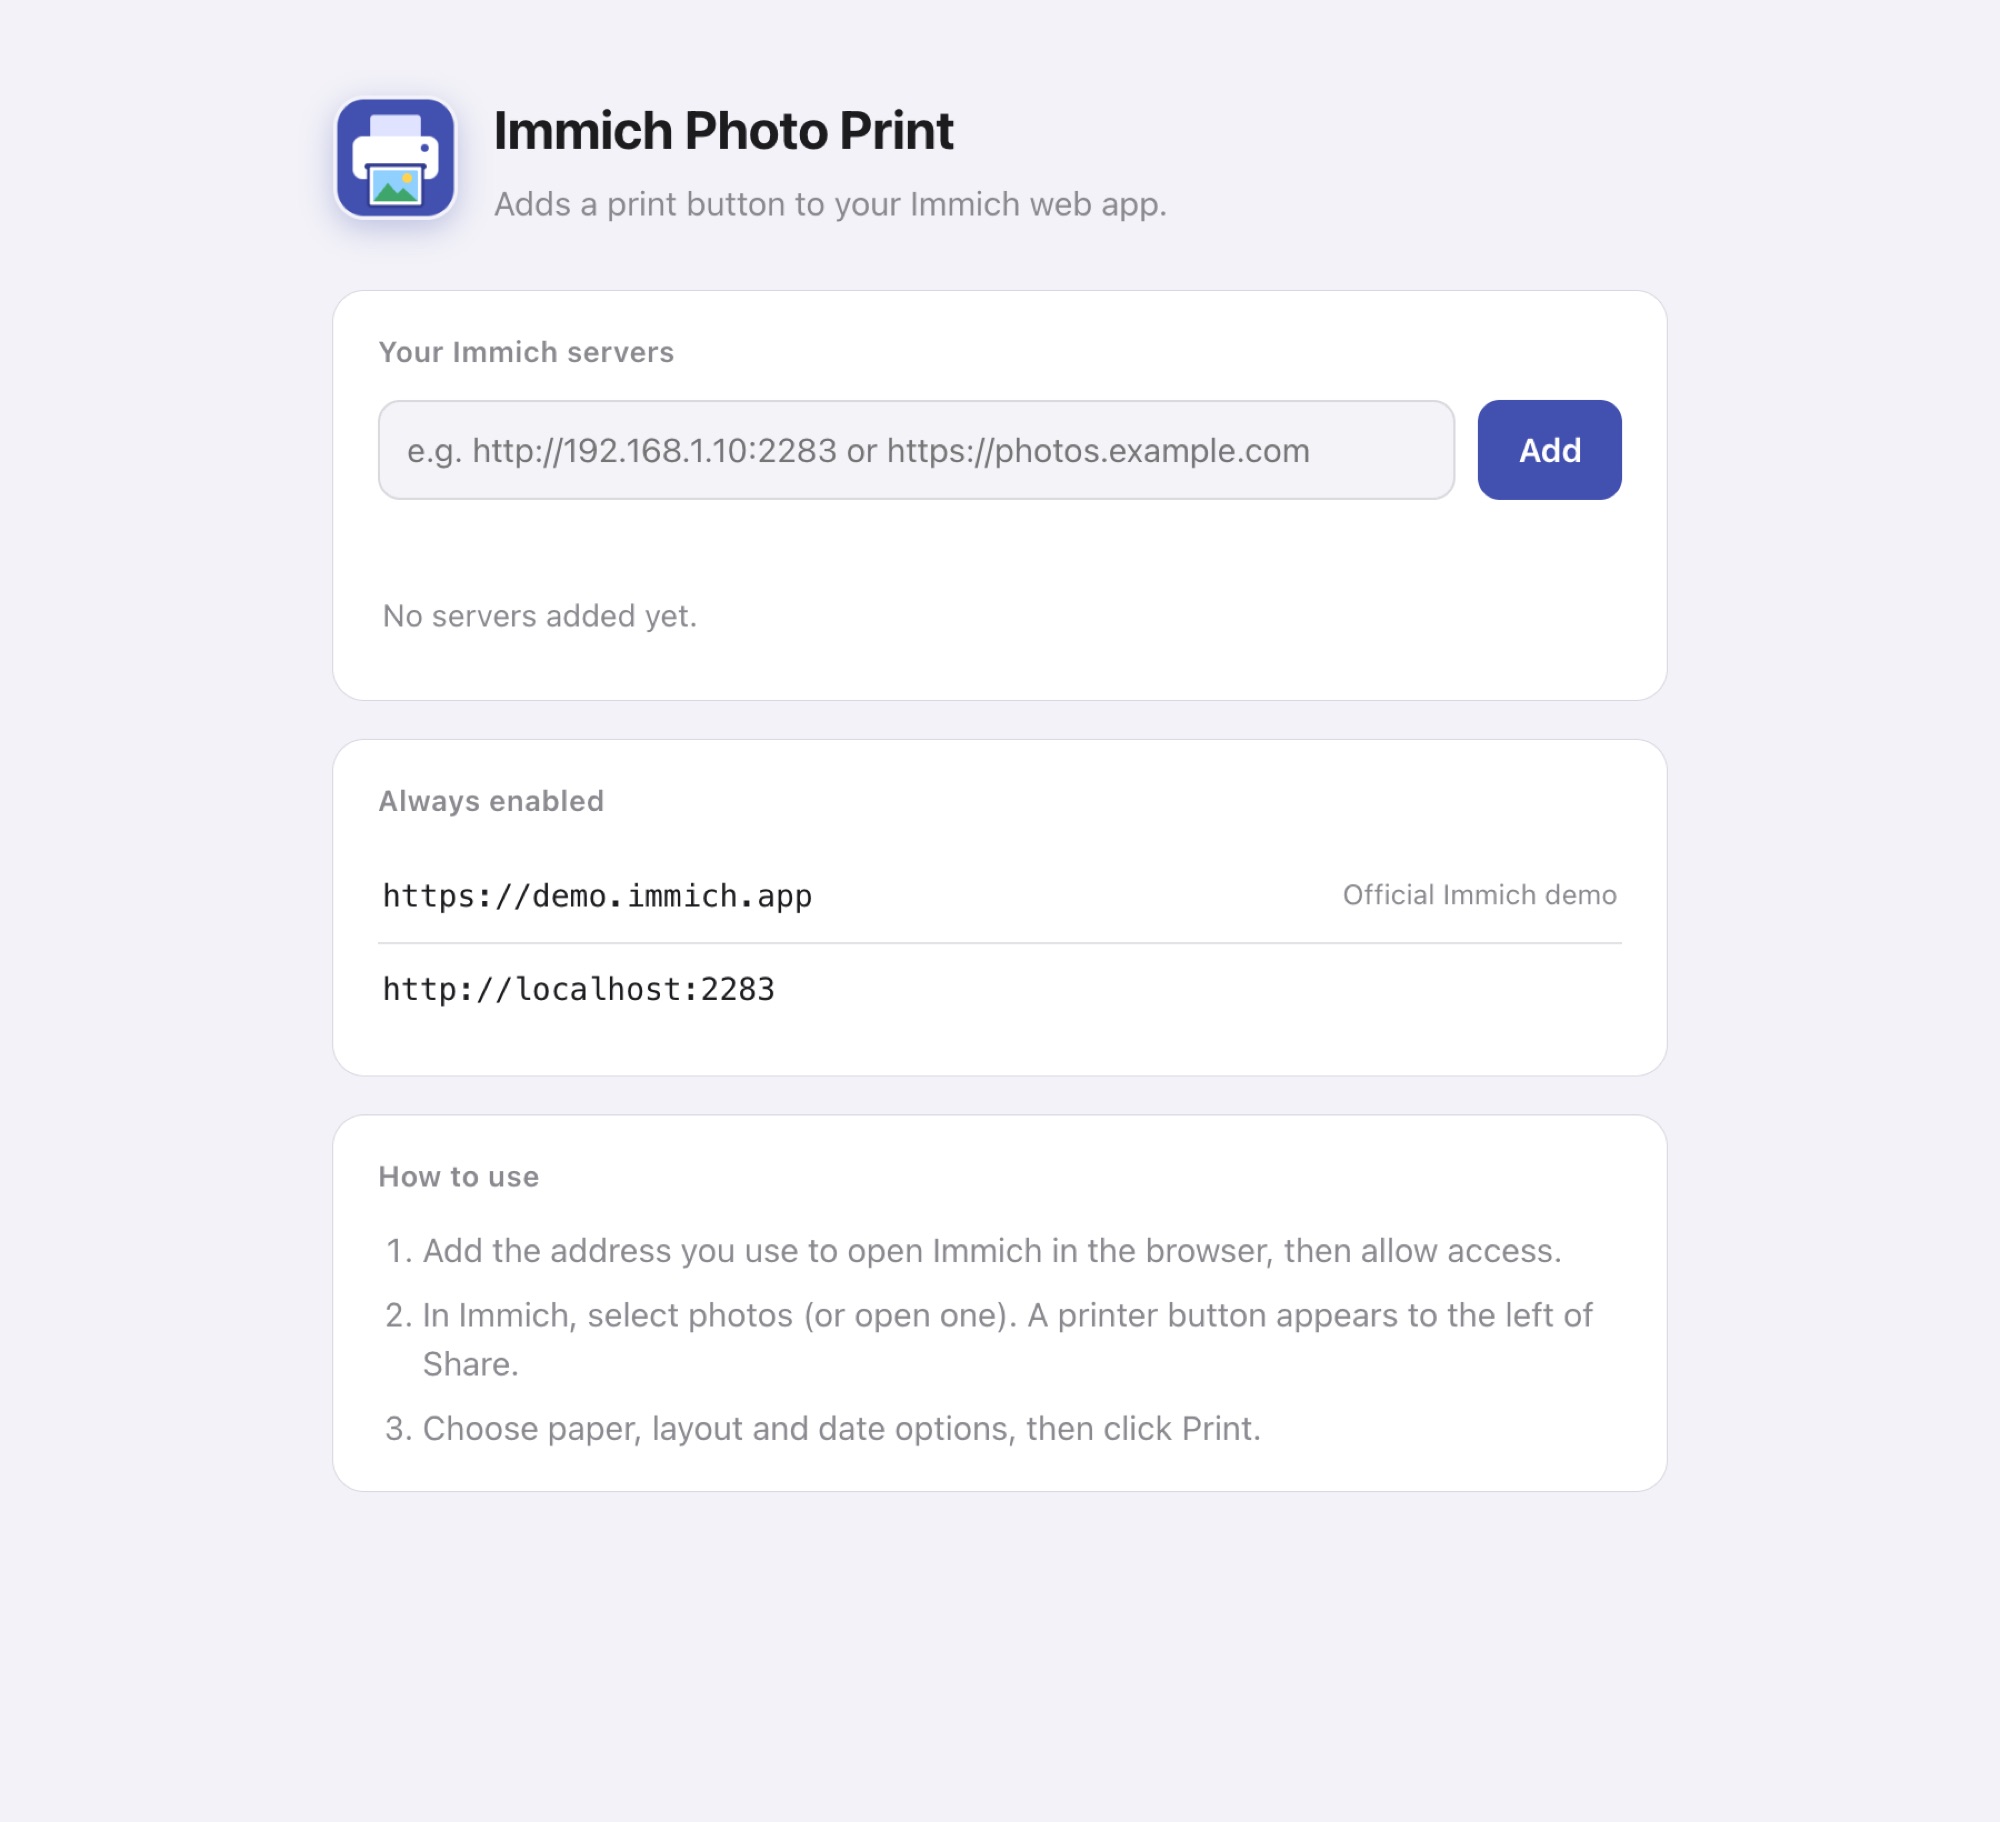 Immich Photo Print
Adds a print button to your Immich web app.
Your Immich servers
e.g. http://192.168.1.10:2283 or https://photos.example.com
Add
No servers added yet.
Always enabled
https://demo.immich.app
Official Immich demo
http://localhost:2283
How to use
1. Add the address you use to open Immich in the browser, then allow access.
2. In Immich, select photos (or open one). A printer button appears to the left of
Share.
3. Choose paper, layout and date options, then click Print.